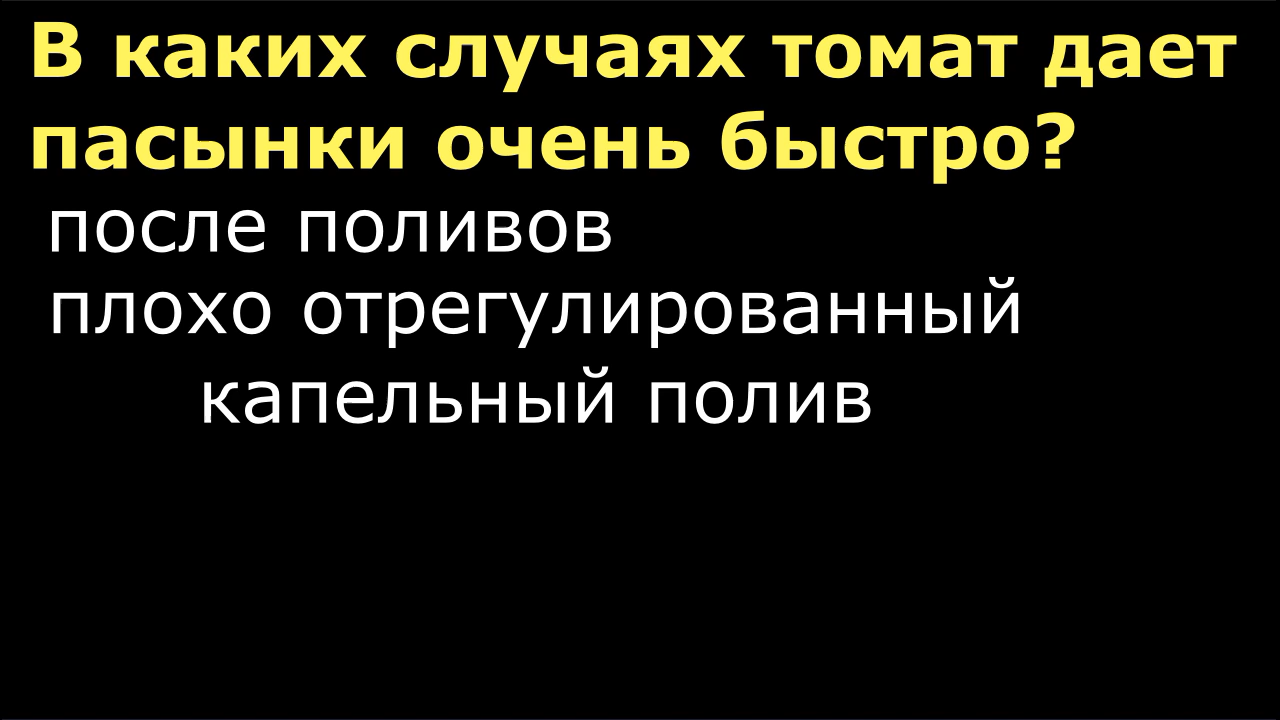 В каких случаях томат дает
пасынки очень быстро?
после поливов
плохо отрегулированный
капельный полив